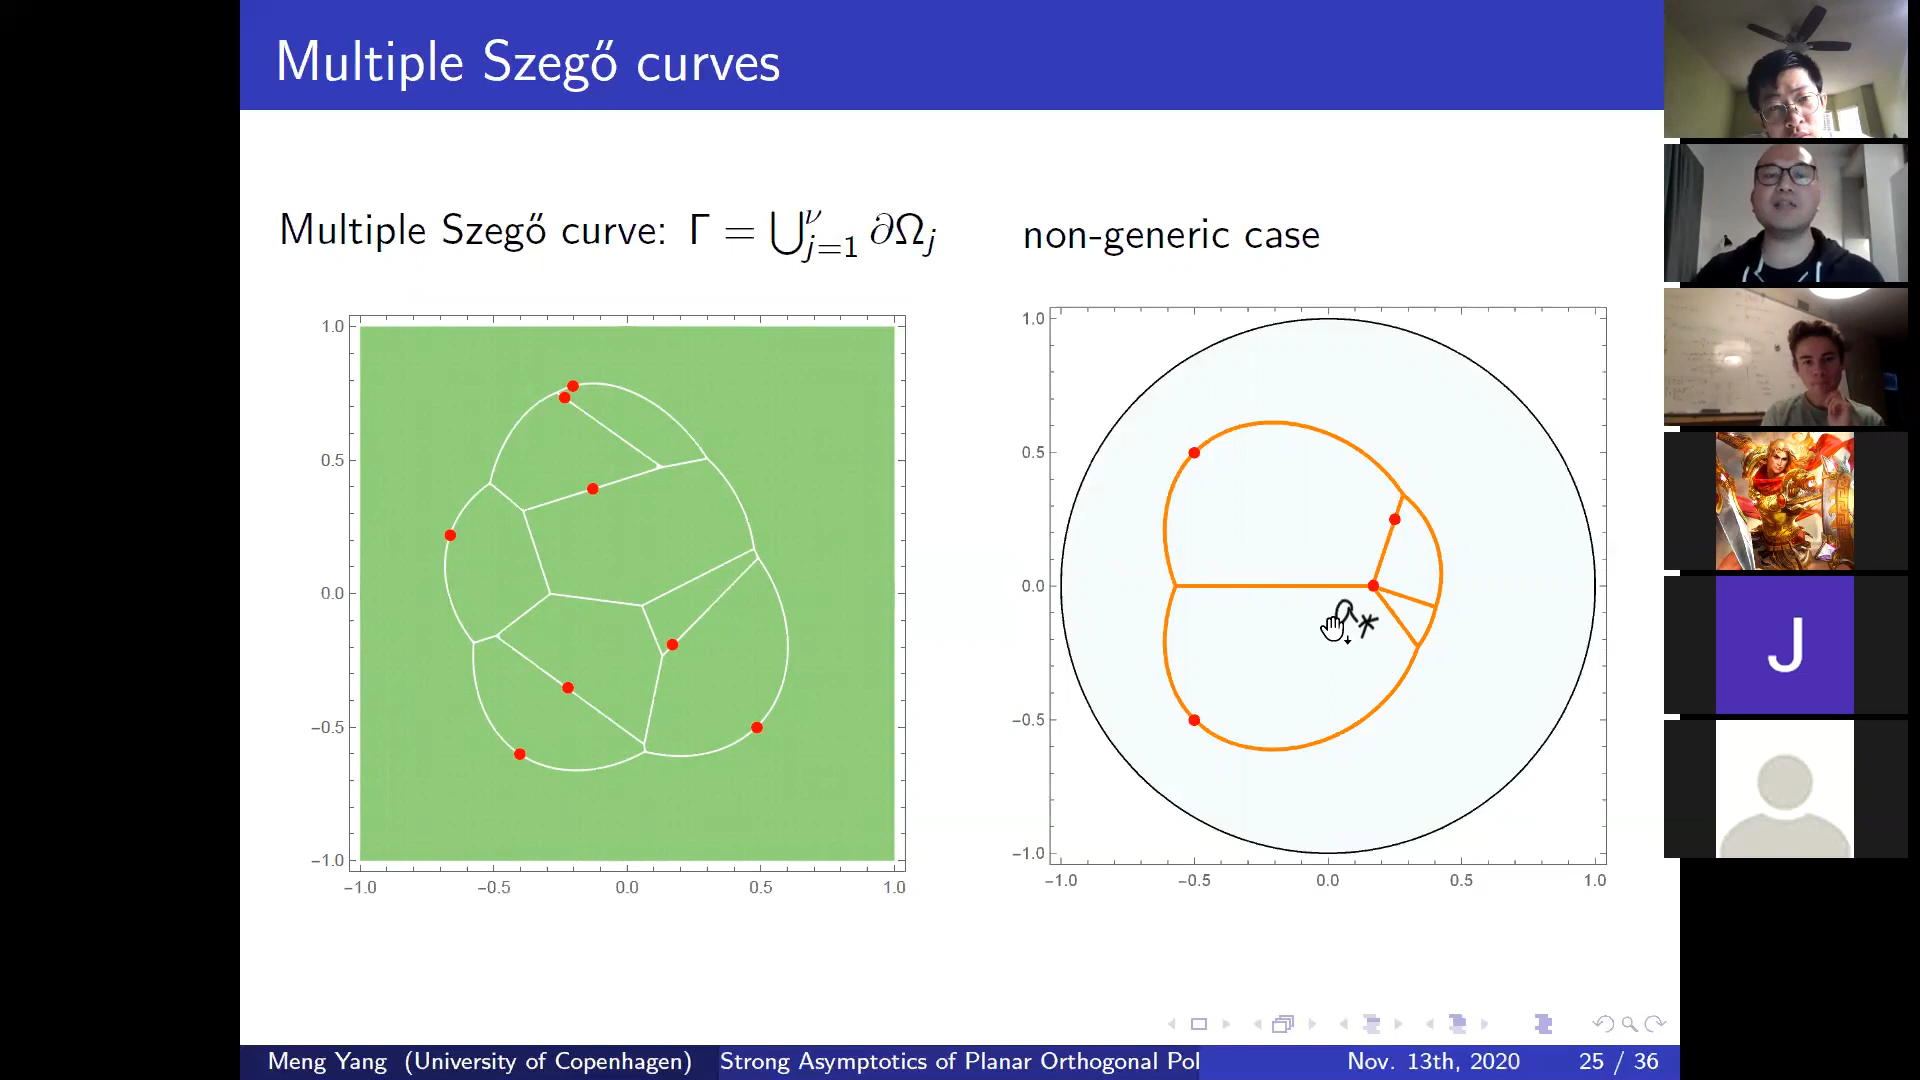 Multiple Szegő curves
Multiple Szegő curve: Γ = ⋃_{j=1}^{ν} ∂Ω_j
non-generic case
1.0
0.5
0.0
−0.5
−1.0
−1.0 −0.5 0.0 0.5 1.0
1.0
0.5
0.0
−0.5
−1.0
−1.0 −0.5 0.0 0.5 1.0
J
Meng Yang (University of Copenhagen) Strong Asymptotics of Planar Orthogonal Pol Nov. 13th, 2020 25 / 36